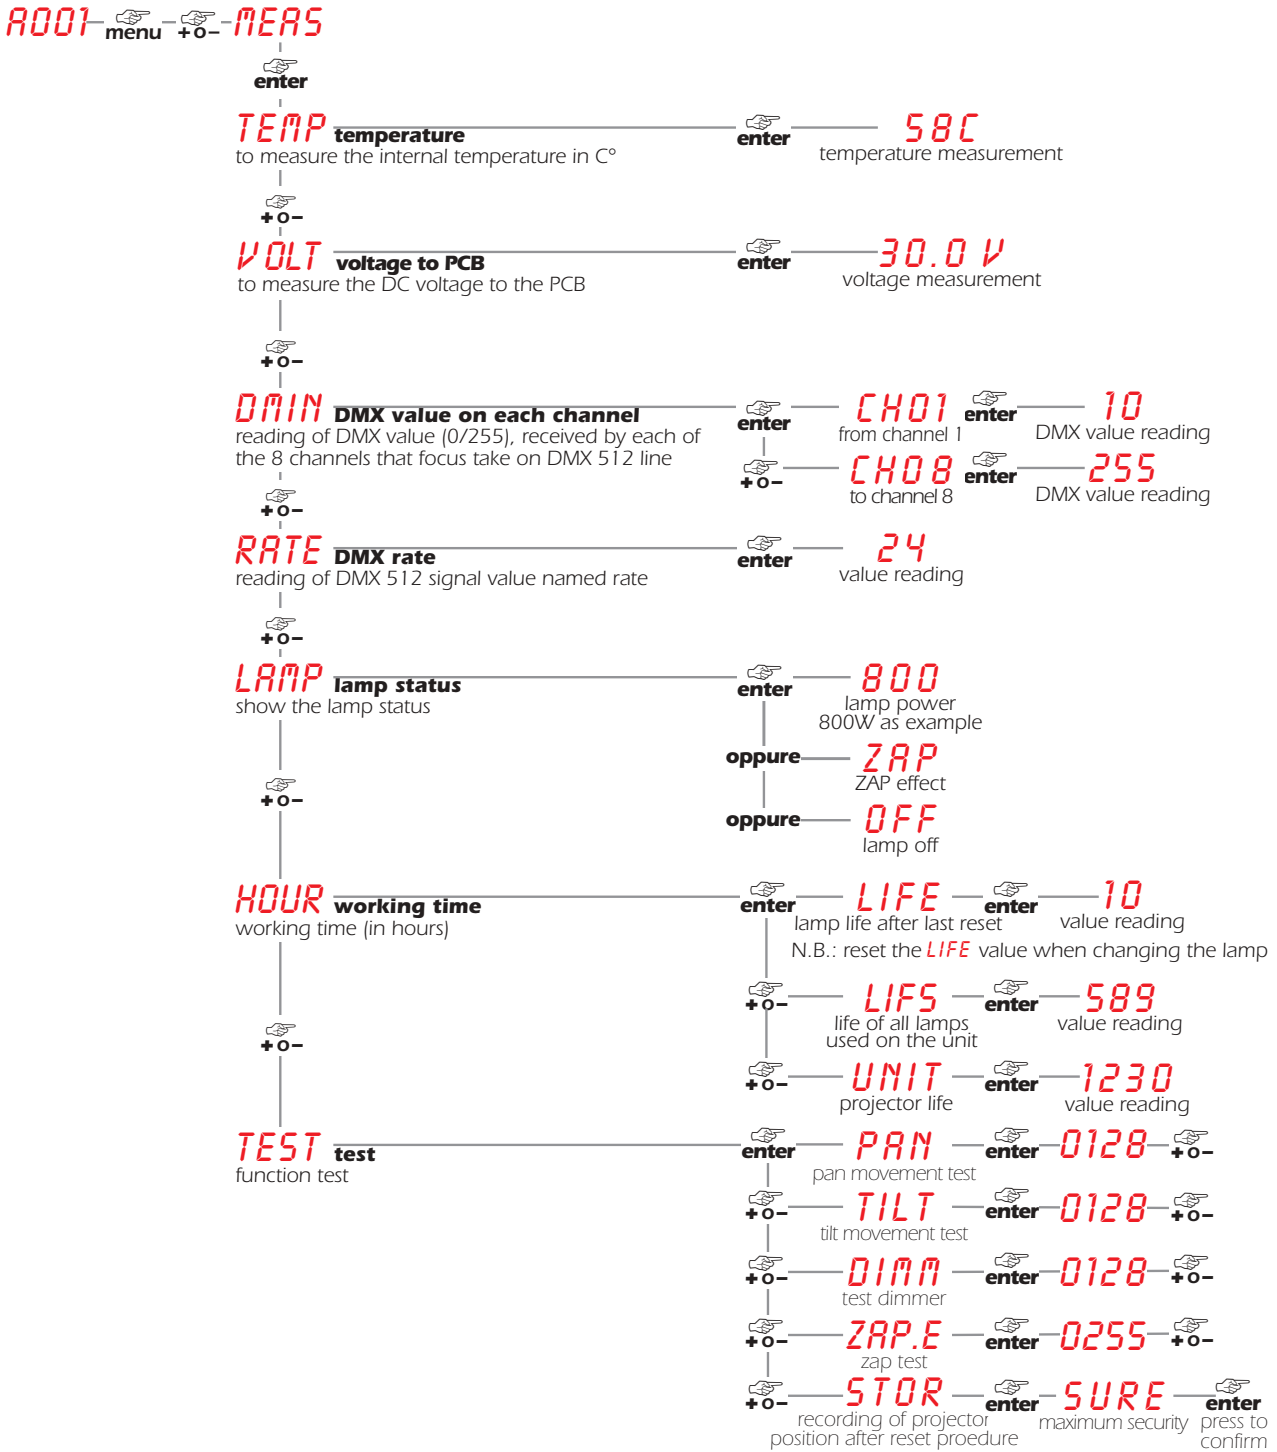 A001 menu + o - MEAS
enter
TEMP temperature enter 58C
to measure the internal temperature in C° temperature measurement
+ o -
VOLT voltage to PCB enter 30.0 V
to measure the DC voltage to the PCB voltage measurement
+ o -
DMIN DMX value on each channel enter CH01 enter 10
reading of DMX value (0/255), received by each of from channel 1 DMX value reading
the 8 channels that focus take on DMX 512 line + o - CH08 enter 255
to channel 8 DMX value reading
+ o -
RATE DMX rate enter 24
reading of DMX 512 signal value named rate value reading
+ o -
LAMP lamp status enter 800
show the lamp status lamp power
800W as example
oppure ZAP
ZAP effect
+ o -
oppure OFF
lamp off
HOUR working time enter LIFE enter 10
working time (in hours) lamp life after last reset value reading
N.B.: reset the LIFE value when changing the lamp
+ o - LIFS enter 589
life of all lamps value reading
used on the unit
+ o -
+ o - UNIT enter 1230
projector life value reading
TEST test enter PAN enter 0128 + o -
function test pan movement test
+ o - TILT enter 0128 + o -
tilt movement test
+ o - DIMM enter 0128 + o -
test dimmer
+ o - ZAP.E enter 0255 + o -
zap test
+ o - STOR enter SURE enter
recording of projector maximum security press to
position after reset proedure confirm